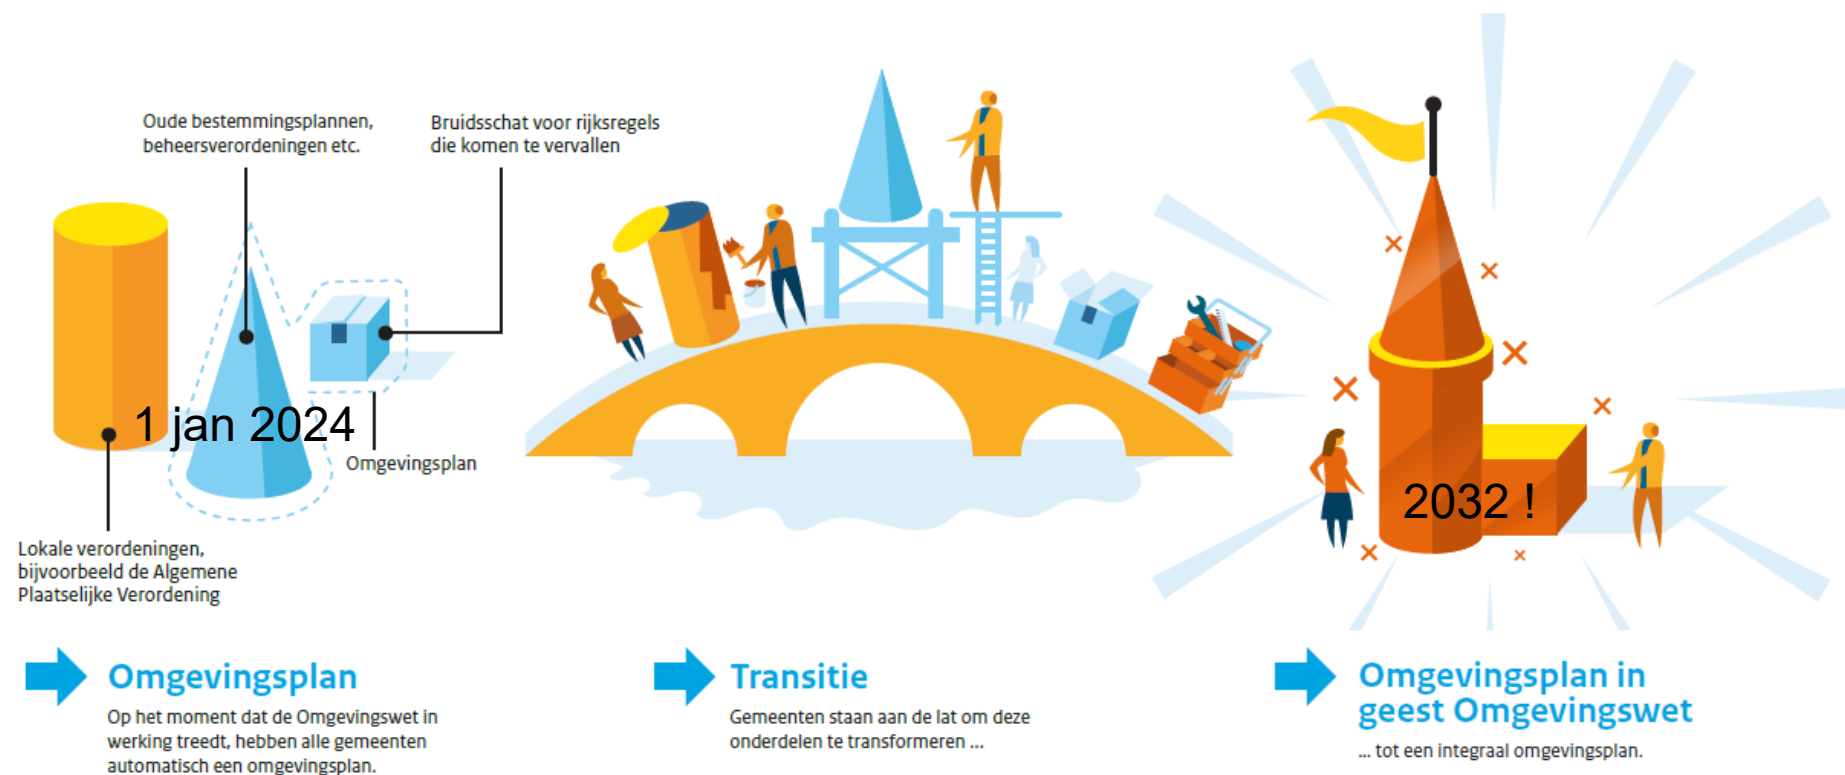 Oude bestemmingsplannen,
beheersverordeningen etc.
Bruidsschat voor rijksregels
die komen te vervallen
1 jan 2024
Omgevingsplan
Lokale verordeningen,
bijvoorbeeld de Algemene
Plaatselijke Verordening
2032 !
Omgevingsplan
Op het moment dat de Omgevingswet in
werking treedt, hebben alle gemeenten
automatisch een omgevingsplan.
Transitie
Gemeenten staan aan de lat om deze
onderdelen te transformeren ...
Omgevingsplan in
geest Omgevingswet
... tot een integraal omgevingsplan.